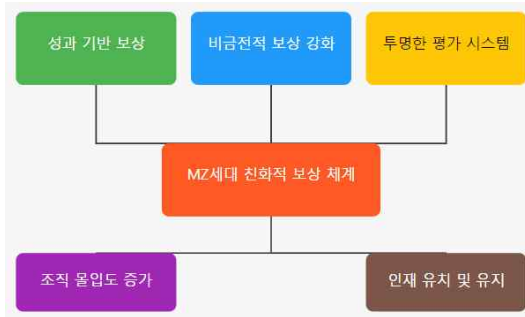 성과 기반 보상
비금전적 보상 강화
투명한 평가 시스템
MZ세대 친화적 보상 체계
조직 몰입도 증가
인재 유치 및 유지